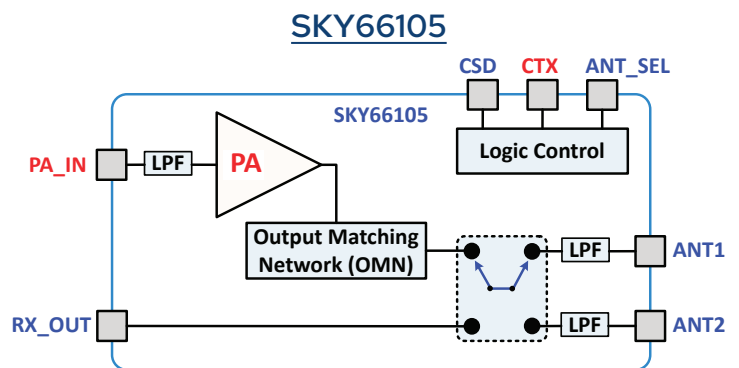 SKY66105
CSD CTX ANT_SEL
SKY66105
Logic Control
PA_IN LPF PA
Output Matching
Network (OMN)
LPF ANT1
RX_OUT LPF ANT2